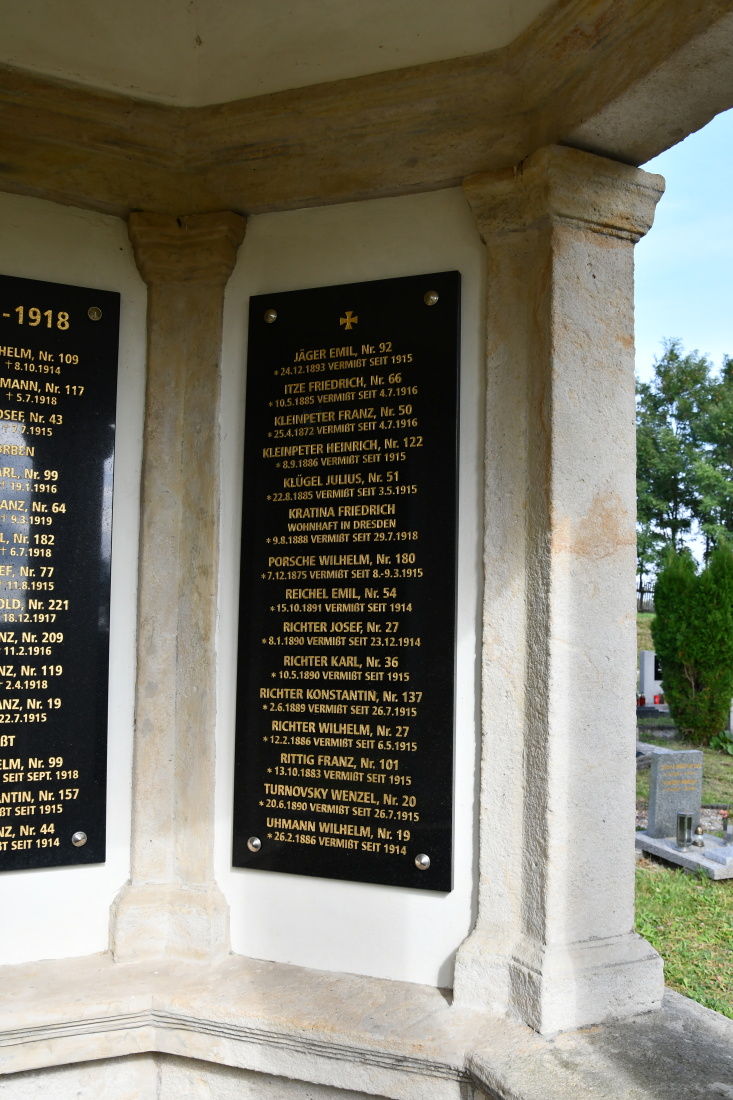 - 1918
HELM, Nr. 109
†8.10.1914
MANN, Nr. 117
†5.7.1918
OSEF, Nr. 43
†7.7.1915
ORBEN
ARL, Nr. 99
†19.1.1916
ANZ, Nr. 64
†9.3.1919
L, Nr. 182
†6.7.1918
EF, Nr. 77
11.8.1915
OLD, Nr. 221
18.12.1917
NZ, Nr. 209
11.2.1916
NZ, Nr. 119
2.4.1918
ANZ, Nr. 19
22.7.1915
IßT
ELM, Nr. 99
SEIT SEPT. 1918
ANTIN, Nr. 157
ßT SEIT 1915
NZ, Nr. 44
ßT SEIT 1914
JÄGER EMIL, Nr. 92
*24.12.1893 VERMIßT SEIT 1915
ITZE FRIEDRICH, Nr. 66
*10.5.1885 VERMIßT SEIT 4.7.1916
KLEINPETER FRANZ, Nr. 50
*25.4.1872 VERMIßT SEIT 4.7.1916
KLEINPETER HEINRICH, Nr. 122
*8.9.1886 VERMIßT SEIT 1915
KLÜGEL JULIUS, Nr. 51
*22.8.1885 VERMIßT SEIT 3.5.1915
KRATINA FRIEDRICH
WOHNHAFT IN DRESDEN
*9.8.1888 VERMIßT SEIT 29.7.1918
PORSCHE WILHELM, Nr. 180
*7.12.1875 VERMIßT SEIT 8.-9.3.1915
REICHEL EMIL, Nr. 54
*15.10.1891 VERMIßT SEIT 1914
RICHTER JOSEF, Nr. 27
*8.1.1890 VERMIßT SEIT 23.12.1914
RICHTER KARL, Nr. 36
*10.5.1890 VERMIßT SEIT 1915
RICHTER KONSTANTIN, Nr. 137
*2.6.1889 VERMIßT SEIT 26.7.1915
RICHTER WILHELM, Nr. 27
*12.2.1886 VERMIßT SEIT 6.5.1915
RITTIG FRANZ, Nr. 101
*13.10.1883 VERMIßT SEIT 1915
TURNOVSKY WENZEL, Nr. 20
*20.6.1890 VERMIßT SEIT 26.7.1915
UHMANN WILHELM, Nr. 19
*26.2.1886 VERMIßT SEIT 1914